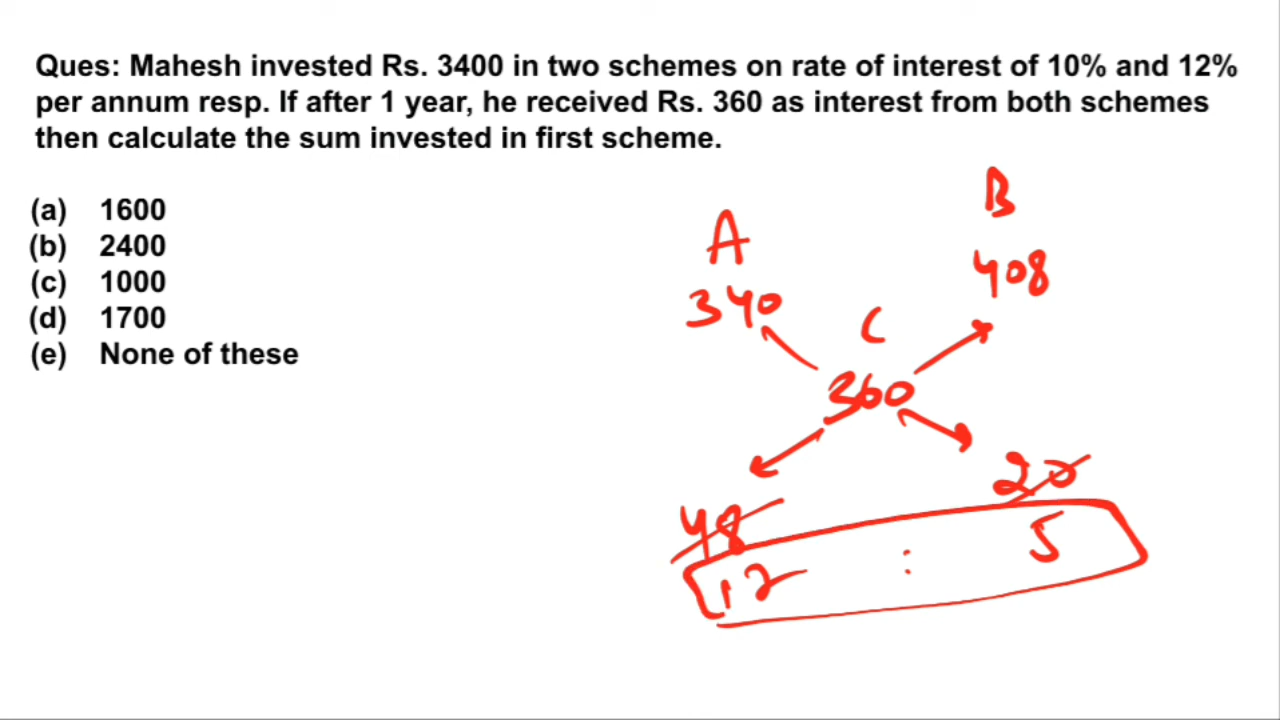 Ques: Mahesh invested Rs. 3400 in two schemes on rate of interest of 10% and 12%
per annum resp. If after 1 year, he received Rs. 360 as interest from both schemes
then calculate the sum invested in first scheme.
(a) 1600
(b) 2400
(c) 1000
(d) 1700
(e) None of these
A
B
340
408
C
360
48
20
12 : 5